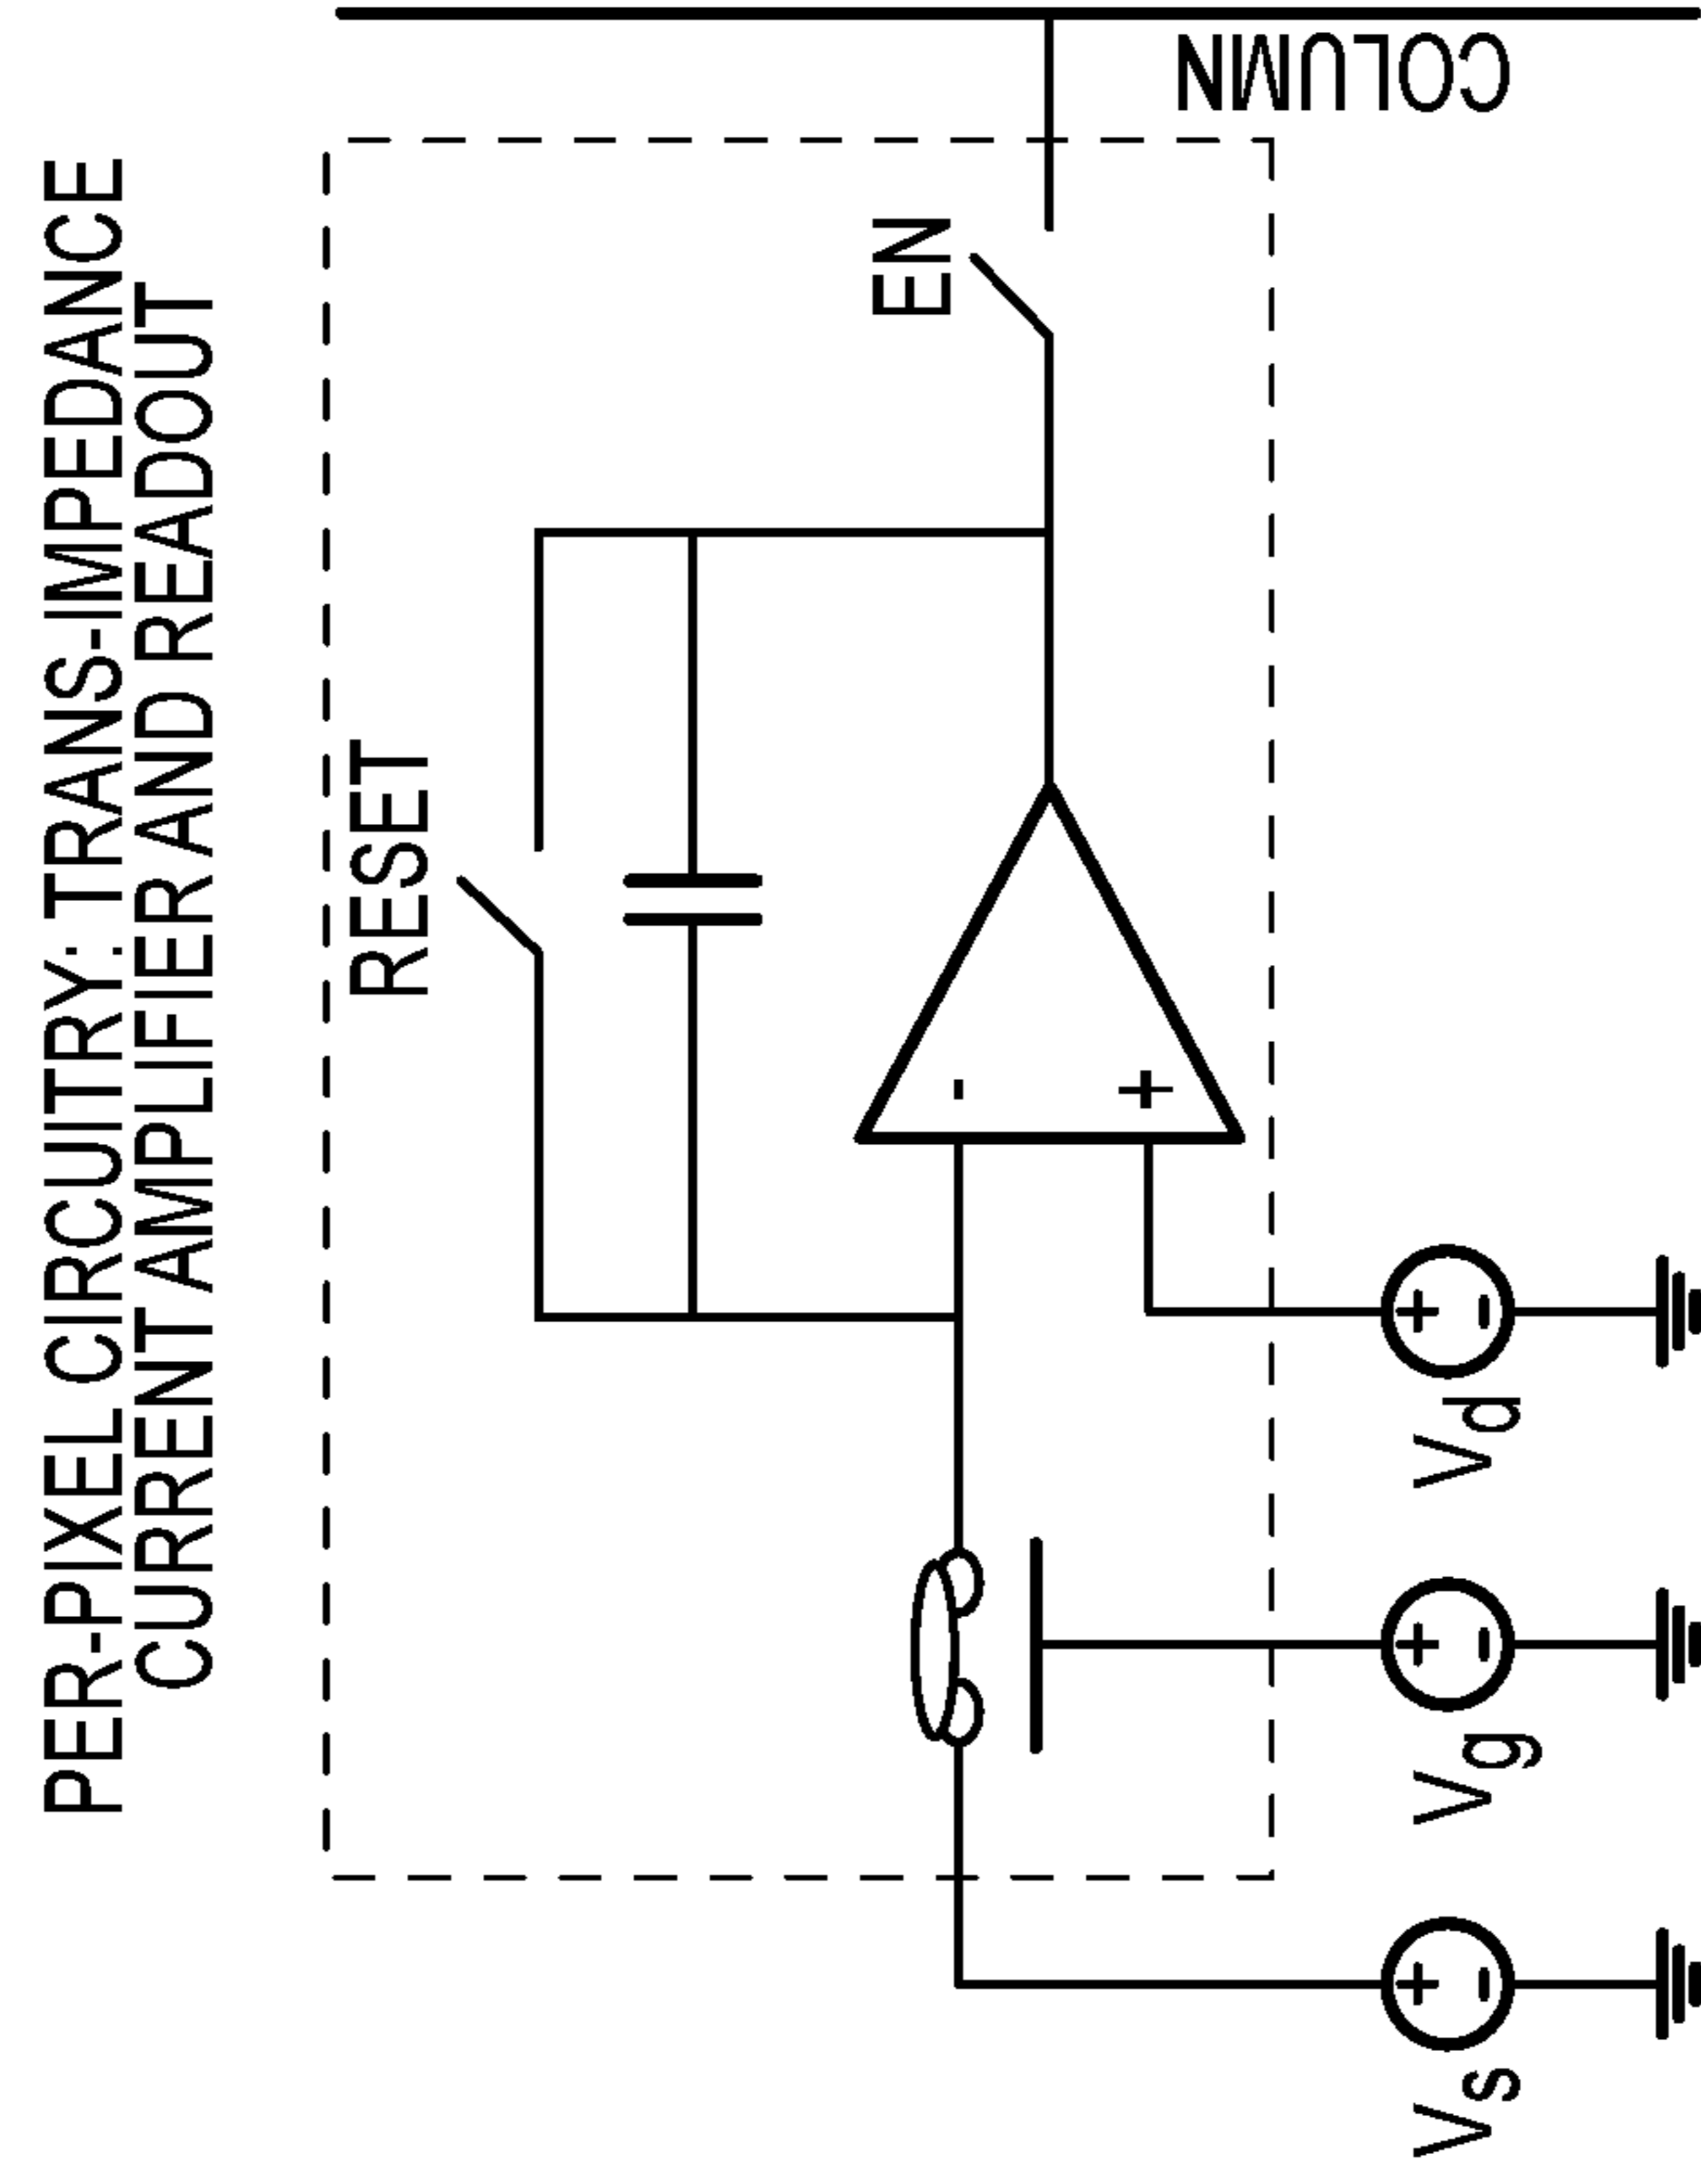 PER-PIXEL CIRCUITRY: TRANS-IMPEDANCE
CURRENT AMPLIFIER AND READOUT
RESET
EN
COLUMN
-
+
+
-
Vs
+
-
Vg
+
-
Vd